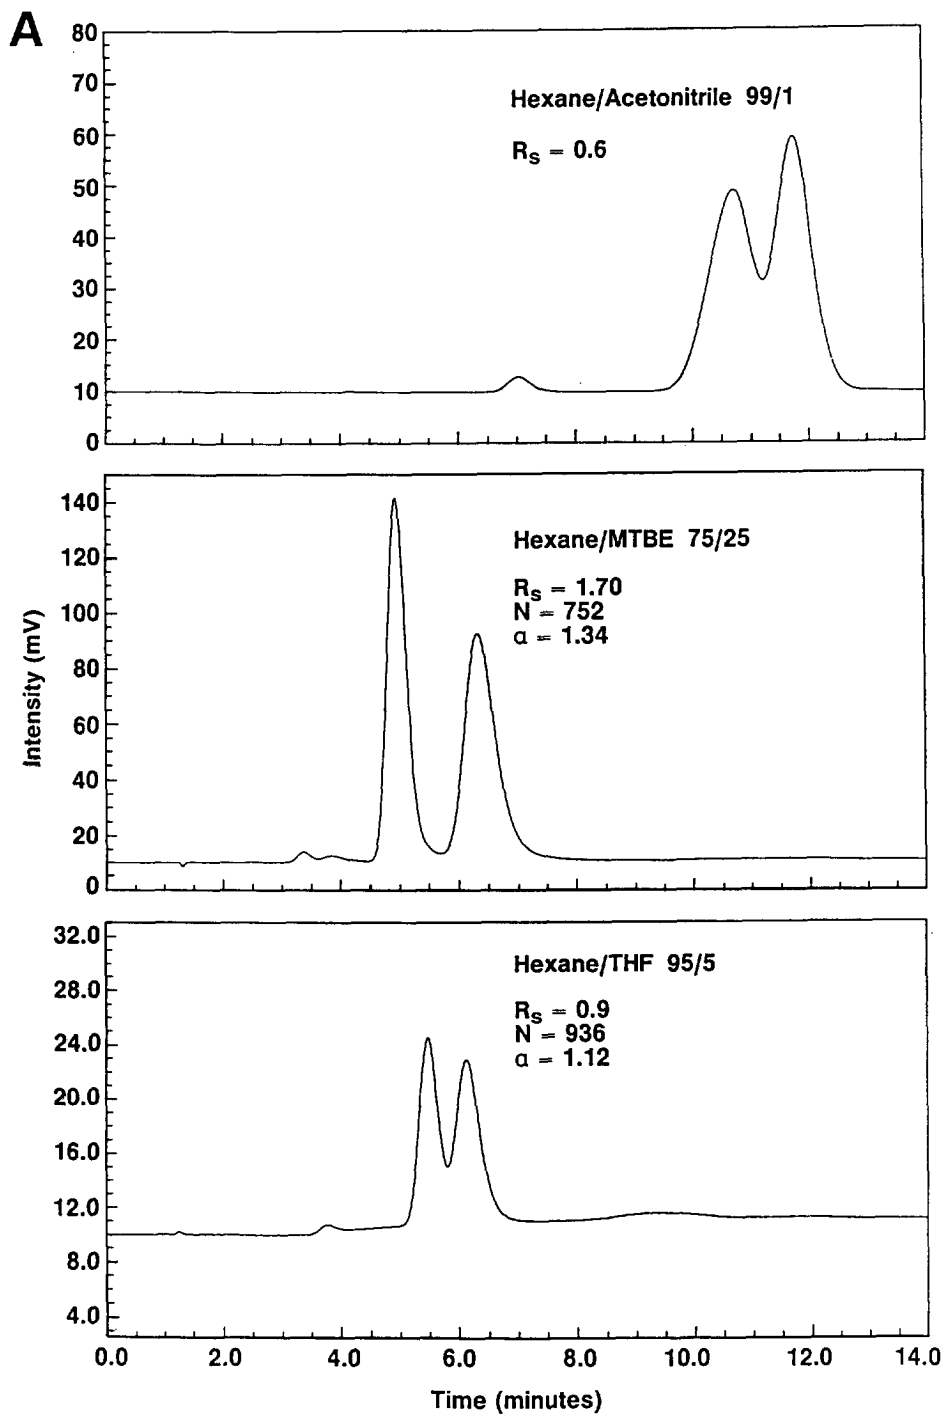 A
80
70
60
50
40
30
20
10
0
Hexane/Acetonitrile 99/1
Rs = 0.6
140
120
100
80
60
40
20
0
Hexane/MTBE 75/25
Rs = 1.70
N = 752
α = 1.34
Intensity (mV)
32.0
28.0
24.0
20.0
16.0
12.0
8.0
4.0
Hexane/THF 95/5
Rs = 0.9
N = 936
α = 1.12
0.0 2.0 4.0 6.0 8.0 10.0 12.0 14.0
Time (minutes)